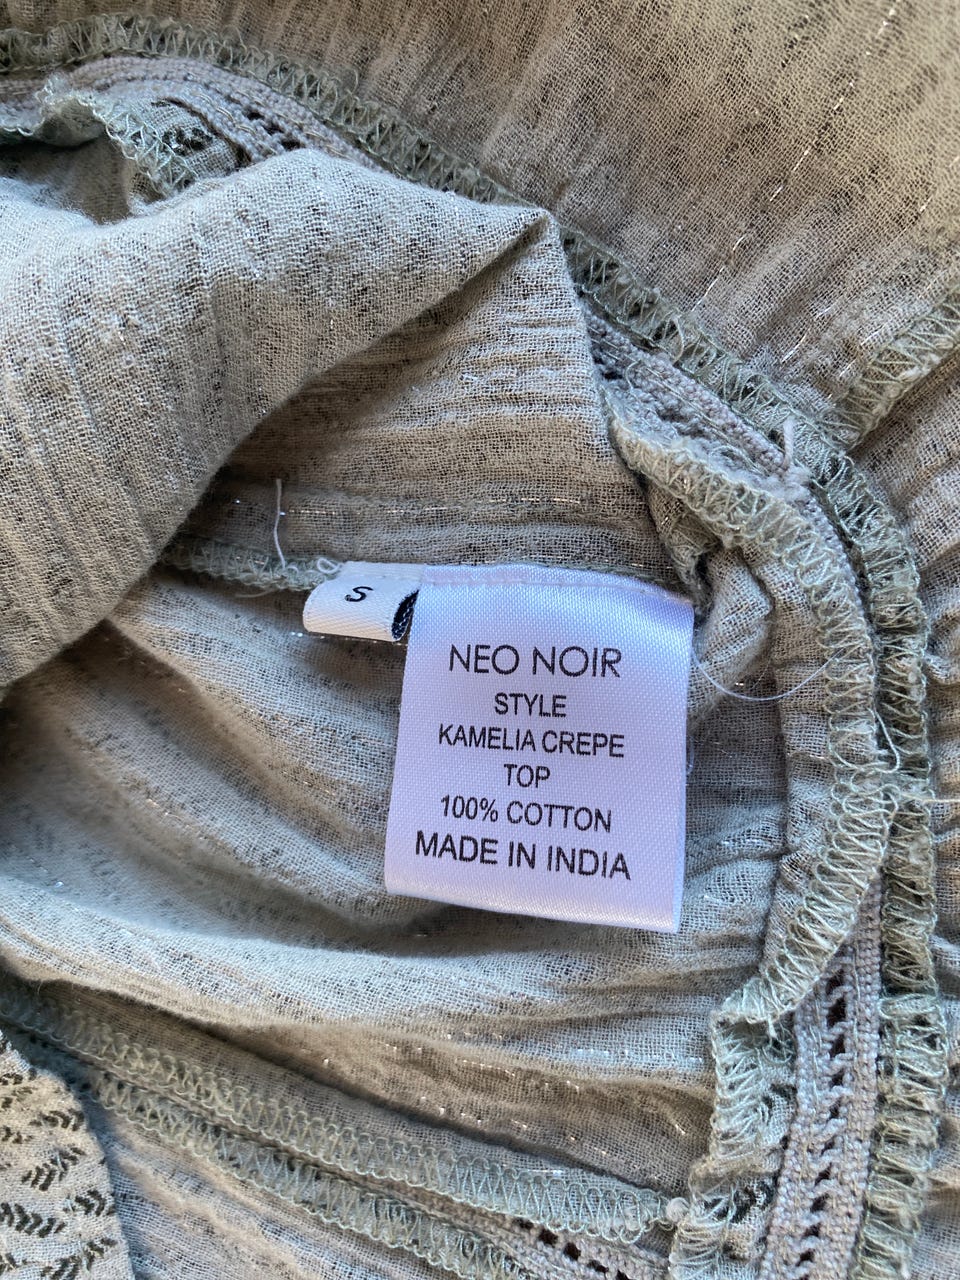 S
NEO NOIR
STYLE
KAMELIA CREPE
TOP
100% COTTON
MADE IN INDIA